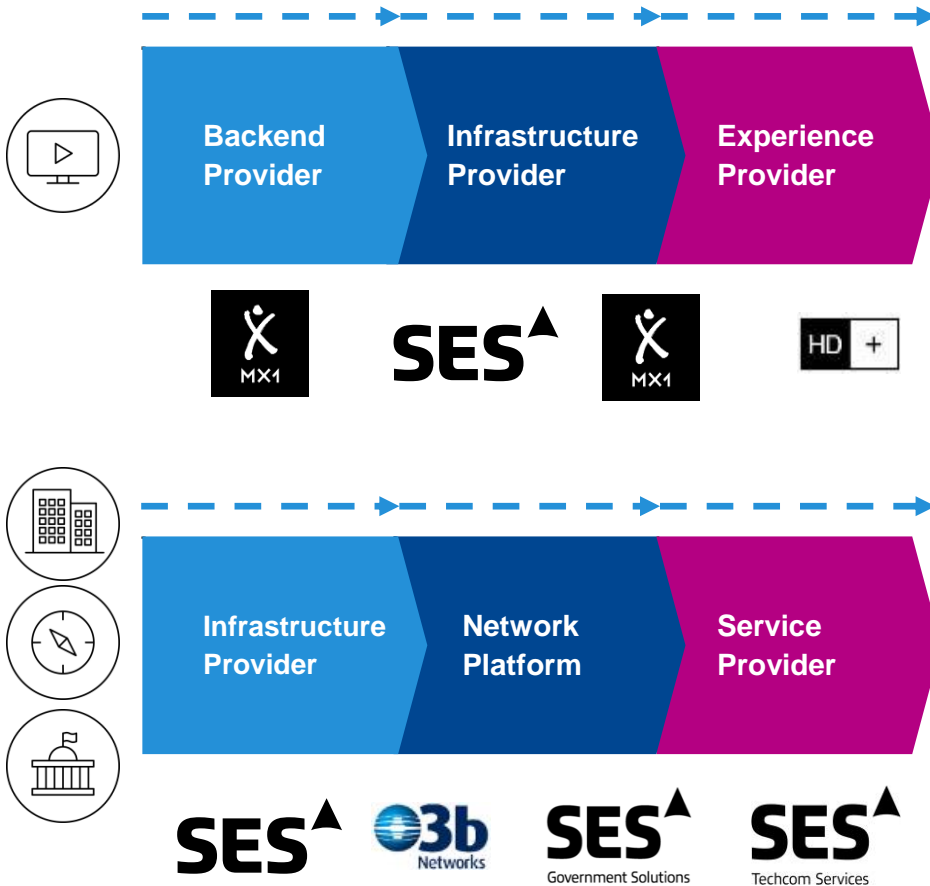 Backend
Provider
Infrastructure
Provider
Experience
Provider
MX1
SES
MX1
HD +
Infrastructure
Provider
Network
Platform
Service
Provider
SES
O3b
Networks
SES
Government Solutions
SES
Techcom Services